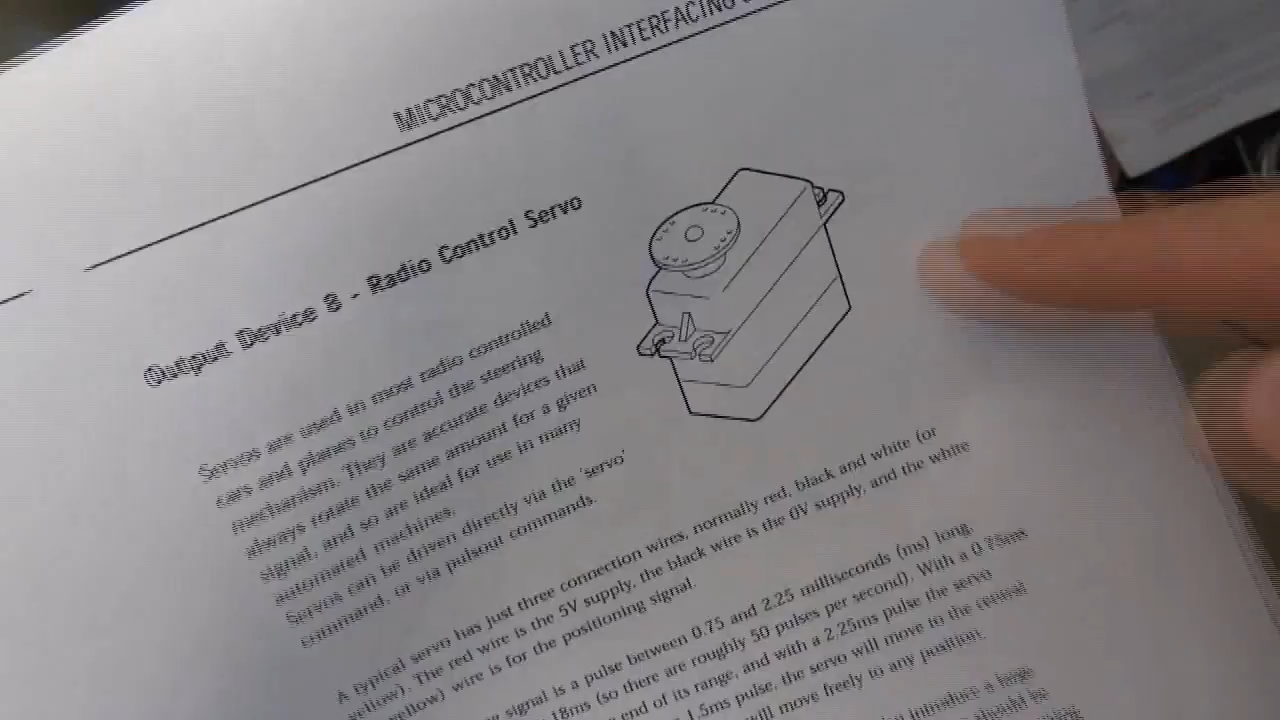 MICROCONTROLLER INTERFACING
Output Device 8 - Radio Control Servo
Servos are used in most radio controlled
cars and planes to control the steering
mechanism. They are accurate devices that
always rotate the same amount for a given
signal, and so are ideal for use in many
automated machines.
Servos can be driven directly via the 'servo'
command, or via pulsout commands.
A typical servo has just three connection wires, normally red, black and white (or
yellow). The red wire is the 5V supply, the black wire is the 0V supply, and the white
yellow) wire is for the positioning signal.
signal is a pulse between 0.75 and 2.25 milliseconds (ms) long,
18ms (so there are roughly 50 pulses per second). With a 0.75ms
end of its range, and with a 2.25ms pulse the servo
1.5ms pulse, the servo will move to the central
will move freely to any position.
introduce a large
should be